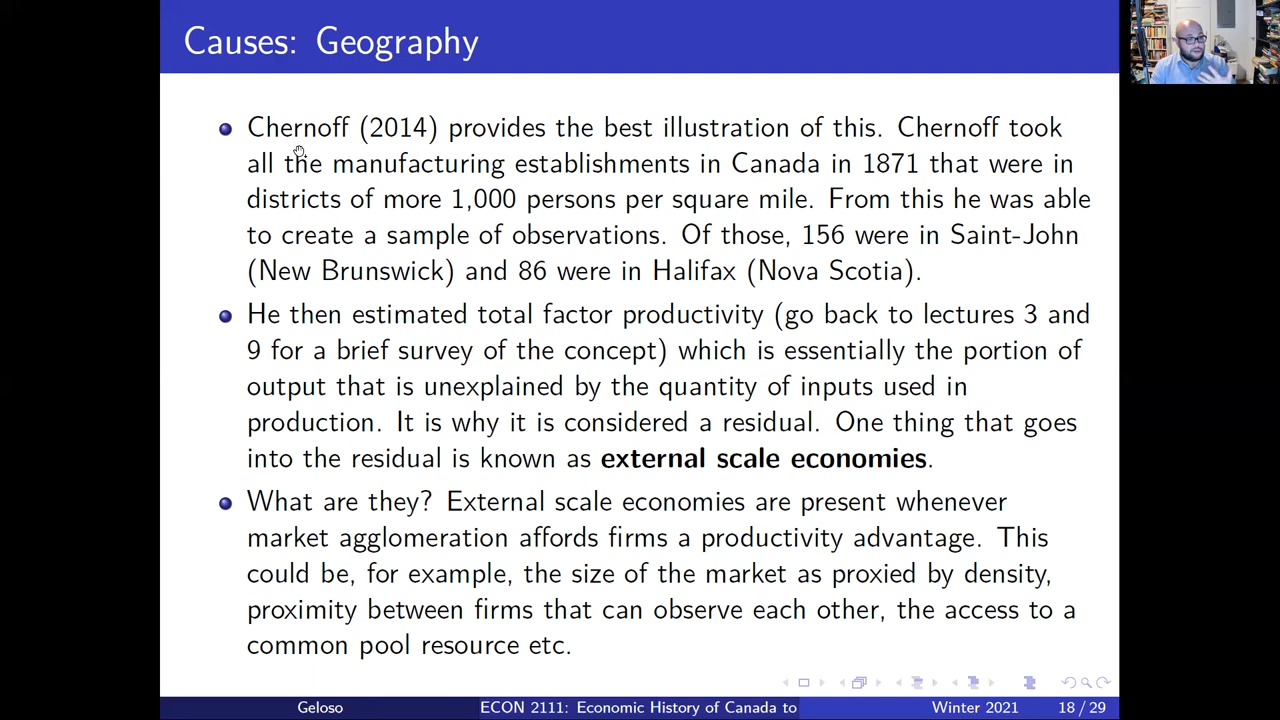 Causes: Geography
Chernoff (2014) provides the best illustration of this. Chernoff took
all the manufacturing establishments in Canada in 1871 that were in
districts of more 1,000 persons per square mile. From this he was able
to create a sample of observations. Of those, 156 were in Saint-John
(New Brunswick) and 86 were in Halifax (Nova Scotia).
He then estimated total factor productivity (go back to lectures 3 and
9 for a brief survey of the concept) which is essentially the portion of
output that is unexplained by the quantity of inputs used in
production. It is why it is considered a residual. One thing that goes
into the residual is known as external scale economies.
What are they? External scale economies are present whenever
market agglomeration affords firms a productivity advantage. This
could be, for example, the size of the market as proxied by density,
proximity between firms that can observe each other, the access to a
common pool resource etc.
Geloso ECON 2111: Economic History of Canada to Winter 2021 18 / 29